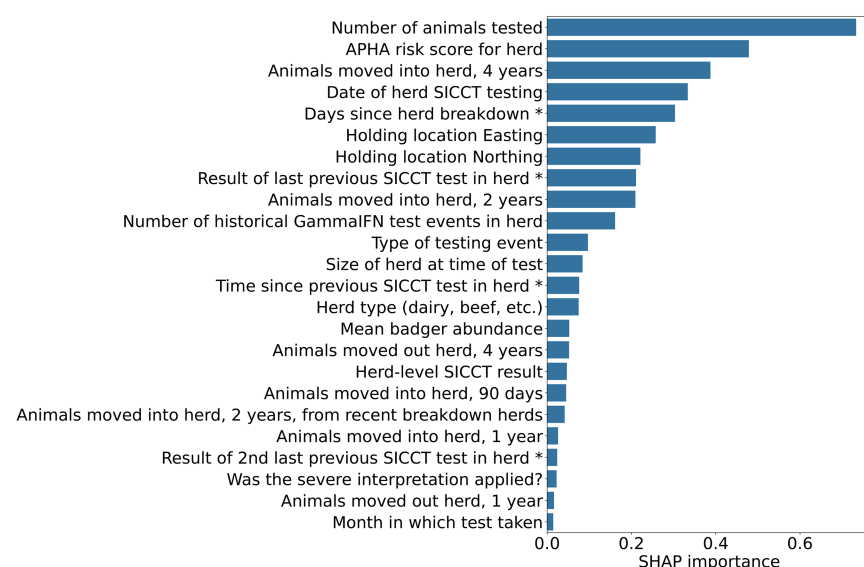 Number of animals tested
APHA risk score for herd
Animals moved into herd, 4 years
Date of herd SICCT testing
Days since herd breakdown *
Holding location Easting
Holding location Northing
Result of last previous SICCT test in herd *
Animals moved into herd, 2 years
Number of historical GammaIFN test events in herd
Type of testing event
Size of herd at time of test
Time since previous SICCT test in herd *
Herd type (dairy, beef, etc.)
Mean badger abundance
Animals moved out herd, 4 years
Herd-level SICCT result
Animals moved into herd, 90 days
Animals moved into herd, 2 years, from recent breakdown herds
Animals moved into herd, 1 year
Result of 2nd last previous SICCT test in herd *
Was the severe interpretation applied?
Animals moved out herd, 1 year
Month in which test taken
0.0 0.2 0.4 0.6
SHAP importance